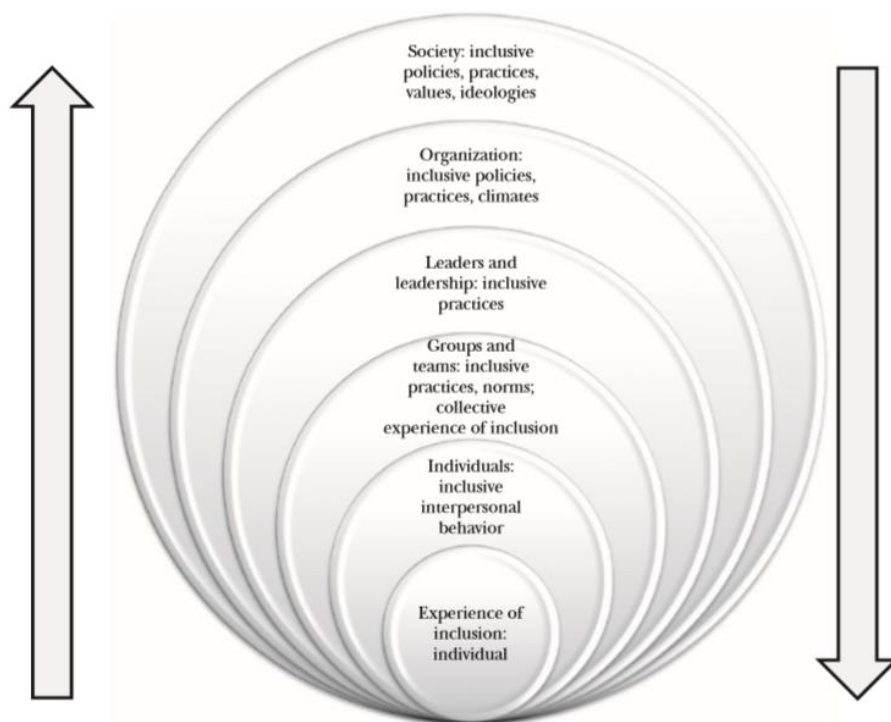 Society: inclusive
policies, practices,
values, ideologies
Organization:
inclusive policies,
practices, climates
Leaders and
leadership: inclusive
practices
Groups and
teams: inclusive
practices, norms;
collective
experience of inclusion
Individuals:
inclusive
interpersonal
behavior
Experience of
inclusion:
individual